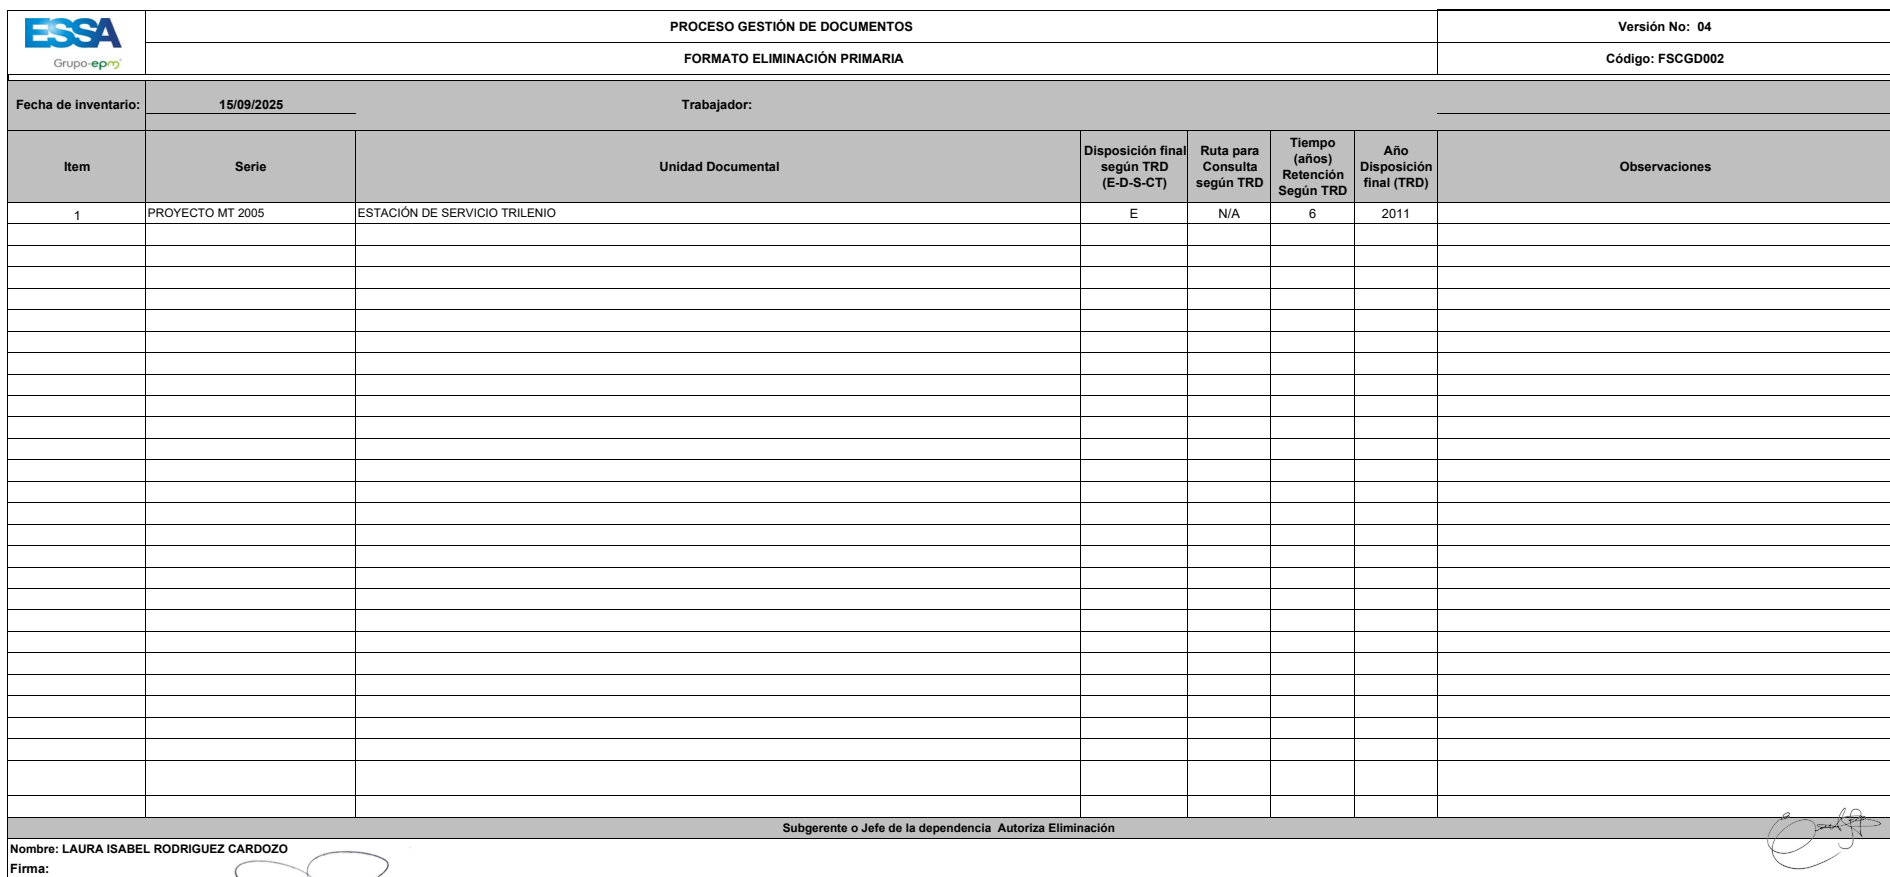 ESSA
Grupo·epm
PROCESO GESTIÓN DE DOCUMENTOS
Versión No: 04
FORMATO ELIMINACIÓN PRIMARIA
Código: FSCGD002
Fecha de inventario: 15/09/2025 Trabajador:
Item Serie Unidad Documental Disposición final según TRD (E-D-S-CT) Ruta para Consulta según TRD Tiempo (años) Retención Según TRD Año Disposición final (TRD) Observaciones
1 PROYECTO MT 2005 ESTACIÓN DE SERVICIO TRILENIO E N/A 6 2011
Subgerente o Jefe de la dependencia Autoriza Eliminación
Nombre: LAURA ISABEL RODRIGUEZ CARDOZO
Firma: